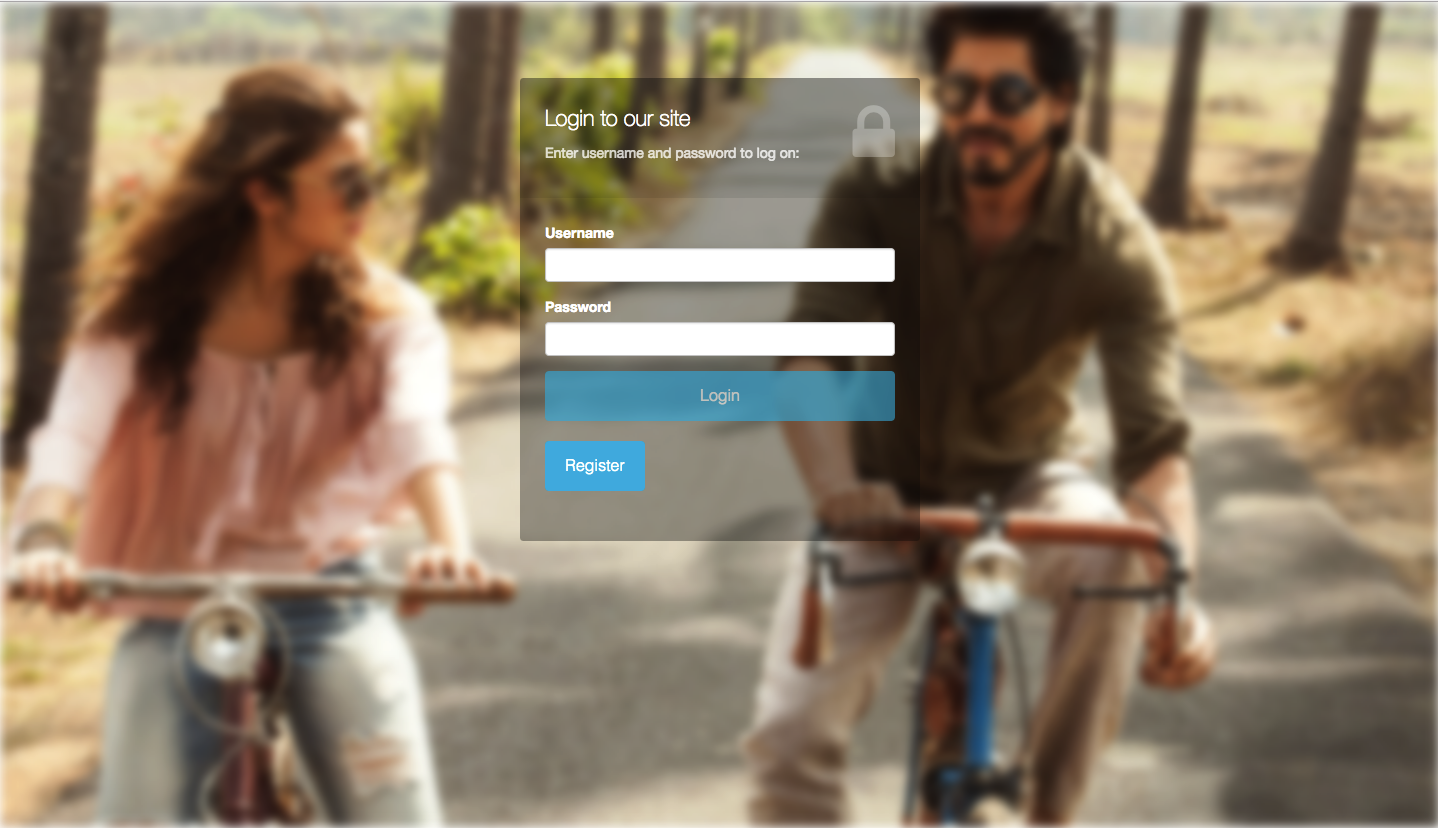 Login to our site
Enter username and password to log on:
Username
Password
Login
Register